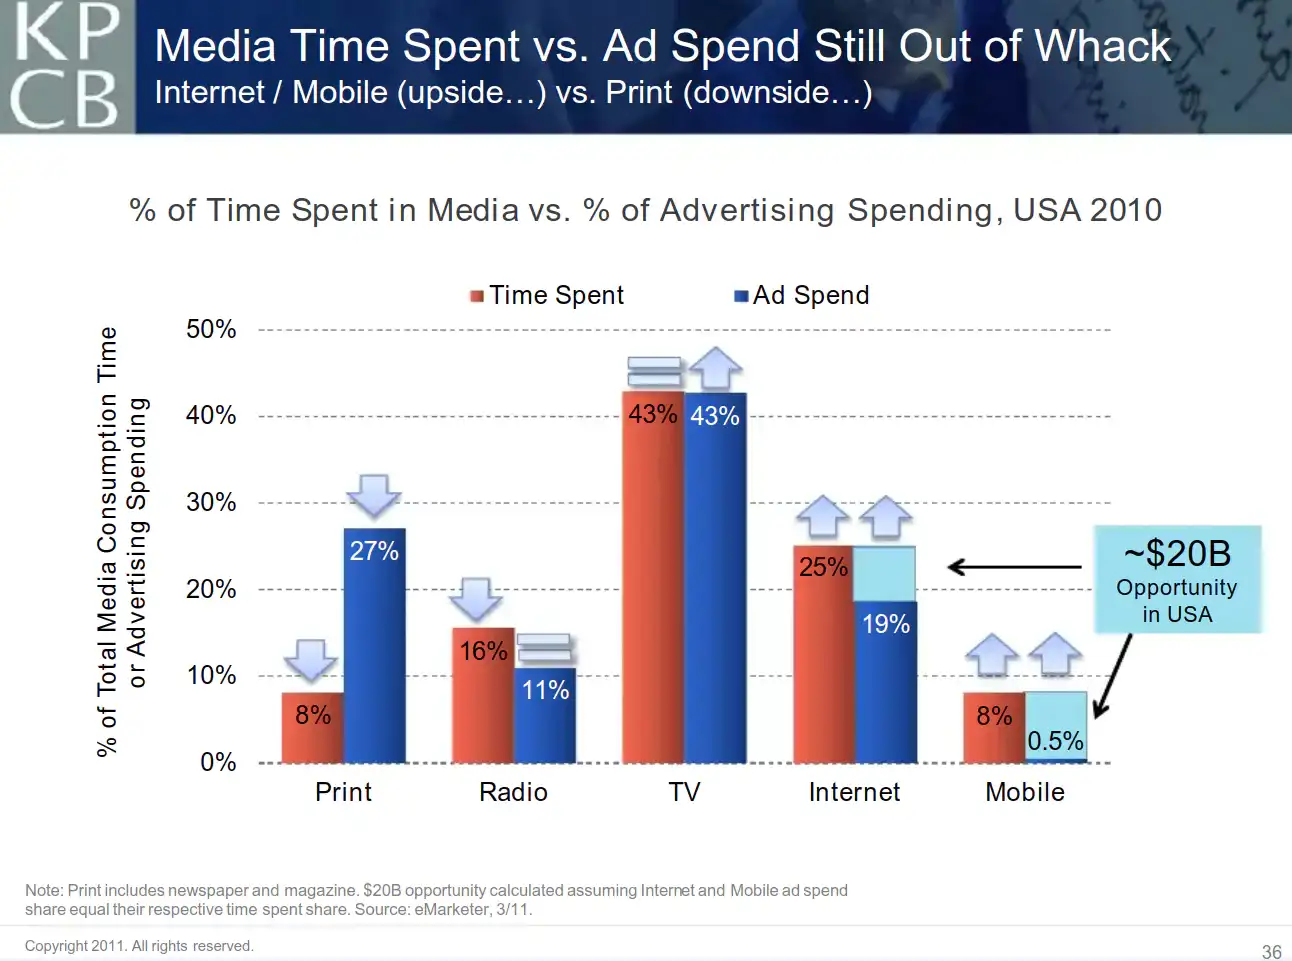 KP
CB
Media Time Spent vs. Ad Spend Still Out of Whack
Internet / Mobile (upside…) vs. Print (downside…)
% of Time Spent in Media vs. % of Advertising Spending, USA 2010
Time Spent
Ad Spend
% of Total Media Consumption Time
or Advertising Spending
50%
40%
30%
20%
10%
0%
8%
27%
16%
11%
43%
43%
25%
19%
8%
0.5%
~$20B
Opportunity
in USA
Print
Radio
TV
Internet
Mobile
Note: Print includes newspaper and magazine. $20B opportunity calculated assuming Internet and Mobile ad spend
share equal their respective time spent share. Source: eMarketer, 3/11.
Copyright 2011. All rights reserved.
36